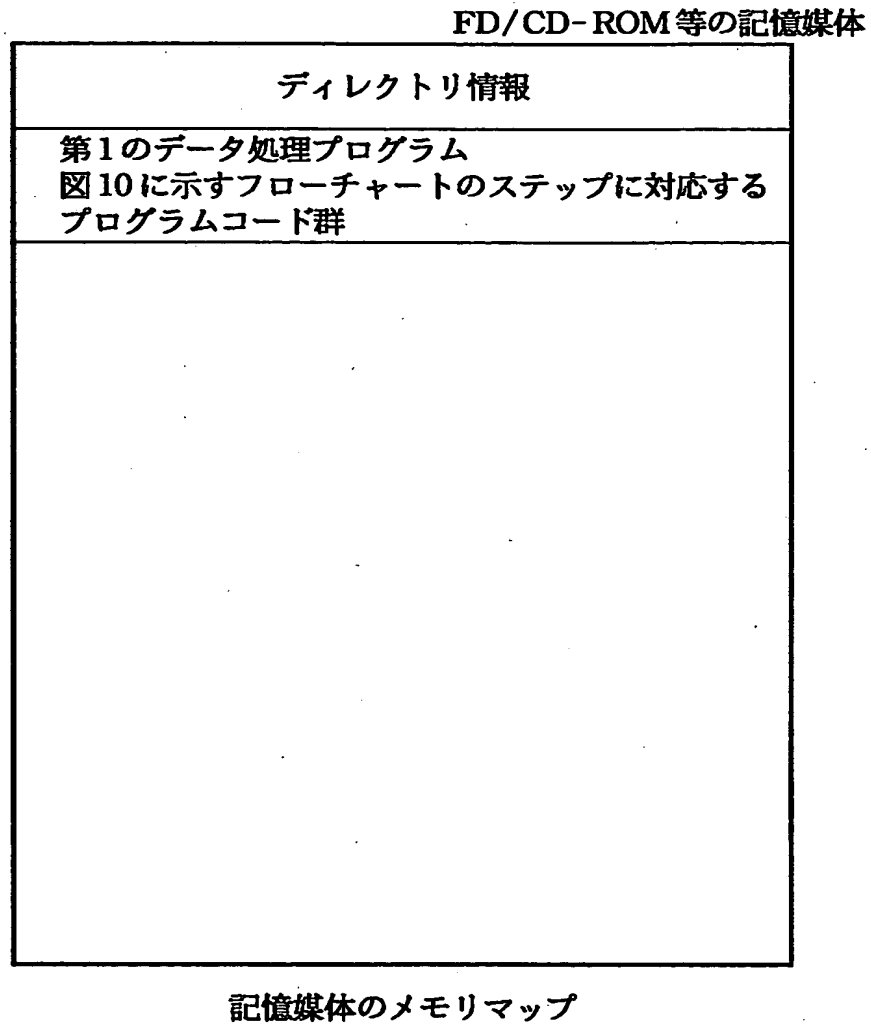 FD/CD-ROM等の記憶媒体
ディレクトリ情報
第1のデータ処理プログラム
図10に示すフローチャートのステップに対応する
プログラムコード群
記憶媒体のメモリマップ